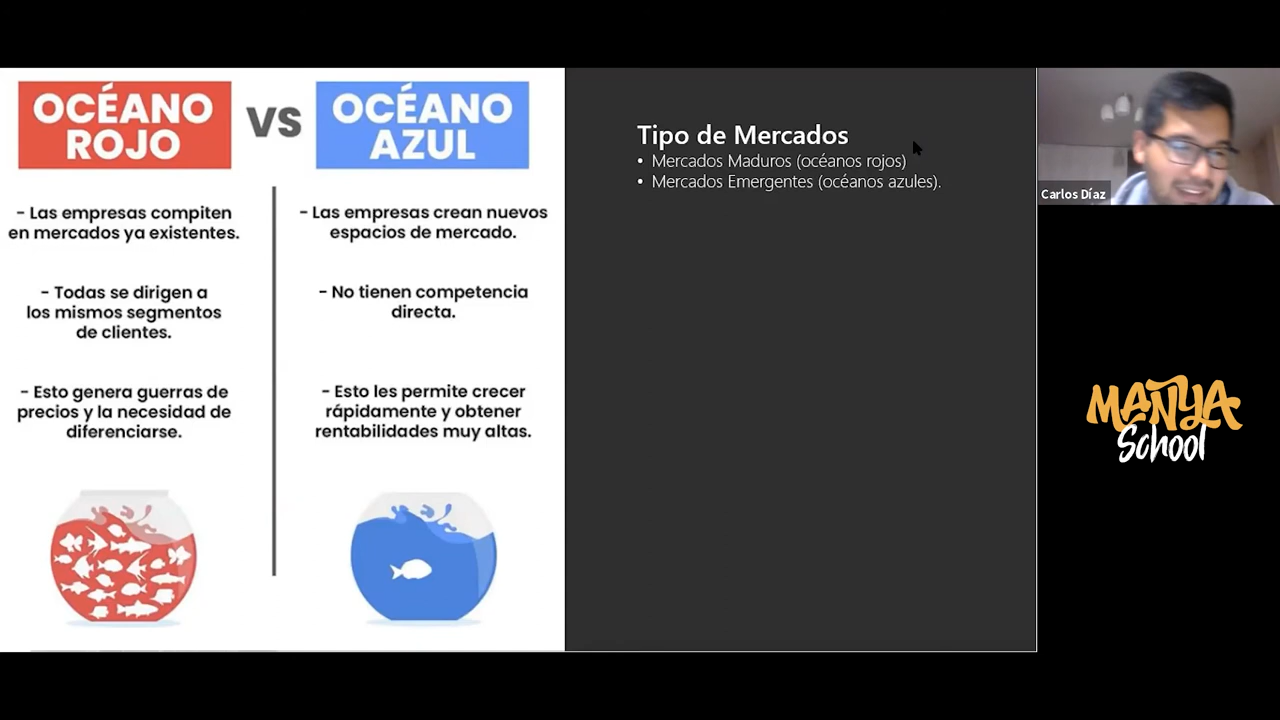 OCÉANO
ROJO
VS
OCÉANO
AZUL
- Las empresas compiten
en mercados ya existentes.
- Todas se dirigen a
los mismos segmentos
de clientes.
- Esto genera guerras de
precios y la necesidad de
diferenciarse.
- Las empresas crean nuevos
espacios de mercado.
- No tienen competencia
directa.
- Esto les permite crecer
rápidamente y obtener
rentabilidades muy altas.
Tipo de Mercados
• Mercados Maduros (océanos rojos)
• Mercados Emergentes (océanos azules).
Carlos Díaz
MANYA
School